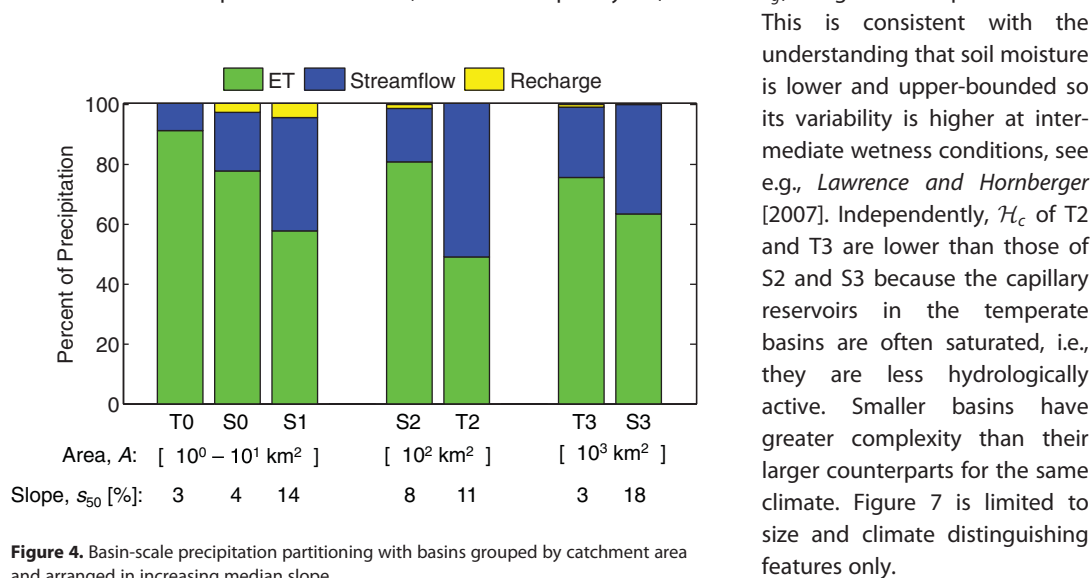 This is consistent with the
understanding that soil moisture
is lower and upper-bounded so
its variability is higher at inter-
mediate wetness conditions, see
e.g., Lawrence and Hornberger
[2007]. Independently, ℋc of T2
and T3 are lower than those of
S2 and S3 because the capillary
reservoirs in the temperate
basins are often saturated, i.e.,
they are less hydrologically
active. Smaller basins have
greater complexity than their
larger counterparts for the same
climate. Figure 7 is limited to
size and climate distinguishing
features only.
ET Streamflow Recharge
Percent of Precipitation
100
80
60
40
20
0
T0 S0 S1 S2 T2 T3 S3
Area, A: [ 10⁰ – 10¹ km² ] [ 10² km² ] [ 10³ km² ]
Slope, s₅₀ [%]: 3 4 14 8 11 3 18
Figure 4. Basin-scale precipitation partitioning with basins grouped by catchment area
and arranged in increasing median slope